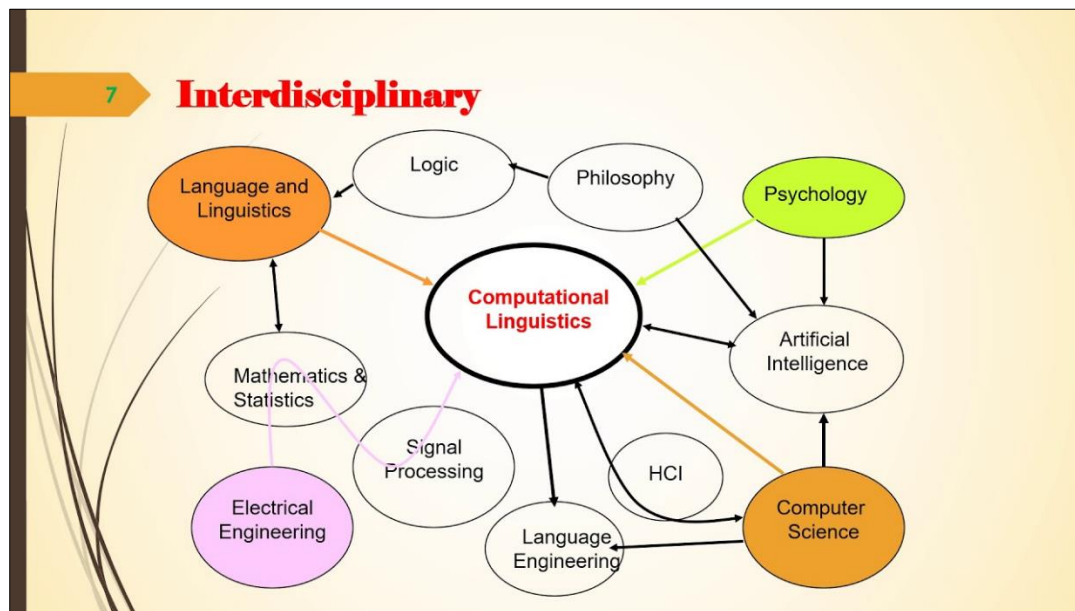 7
Interdisciplinary
Logic
Philosophy
Language and
Linguistics
Psychology
Computational
Linguistics
Artificial
Intelligence
Mathematics &
Statistics
Signal
Processing
HCI
Electrical
Engineering
Language
Engineering
Computer
Science